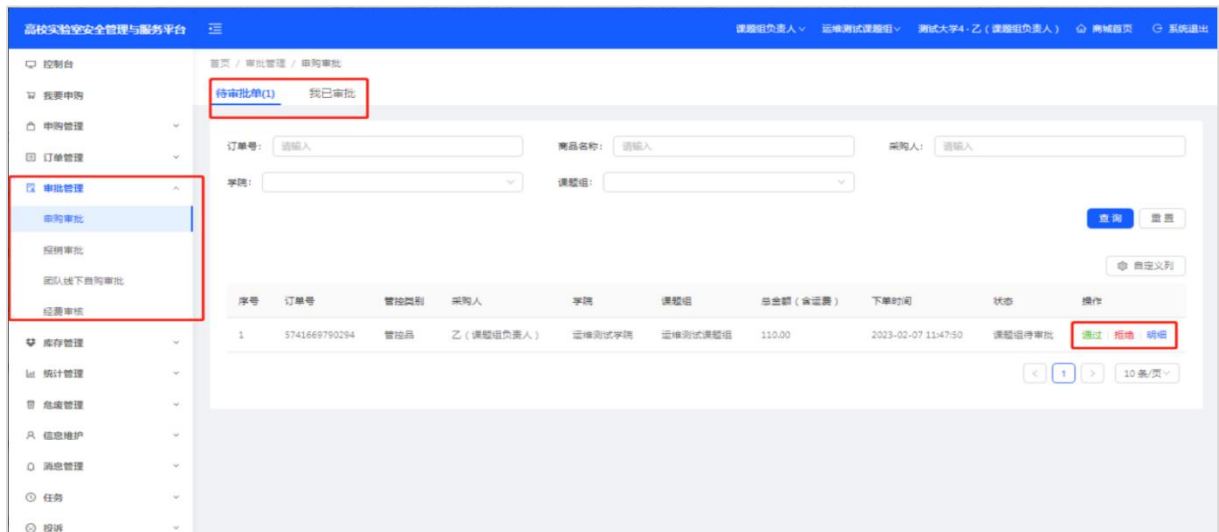 高校实验室安全管理与服务平台 课题组负责人 运维测试课题组 测试大学4-乙（课题组负责人） 商城首页 系统退出
控制台
我要申购
申购管理
订单管理
审批管理
申购审批
报销审批
团队线下自购审批
经费审核
库存管理
统计管理
危废管理
信息维护
消息管理
任务
投诉
首页 / 审批管理 / 申购审批
待审批单(1) 我已审批
订单号: 请输入 商品名称: 请输入 采购人: 请输入
学院: 课题组:
查询 重置
自定义列
序号 订单号 管控类别 采购人 学院 课题组 总金额（含运费） 下单时间 状态 操作
1 5741669790294 管控品 乙（课题组负责人） 运维测试学院 运维测试课题组 110.00 2023-02-07 11:47:50 课题组待审批 通过 拒绝 明细
< 1 > 10 条/页